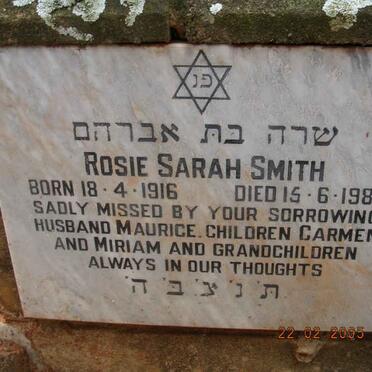 פנ
שרה בת אברהם
ROSIE SARAH SMITH
BORN 18-4-1916 DIED 15-6-198
SADLY MISSED BY YOUR SORROWING
HUSBAND MAURICE, CHILDREN CARMEN
AND MIRIAM AND GRANDCHILDREN
ALWAYS IN OUR THOUGHTS
ת'נ'צ'ב'ה'
22 02 2005